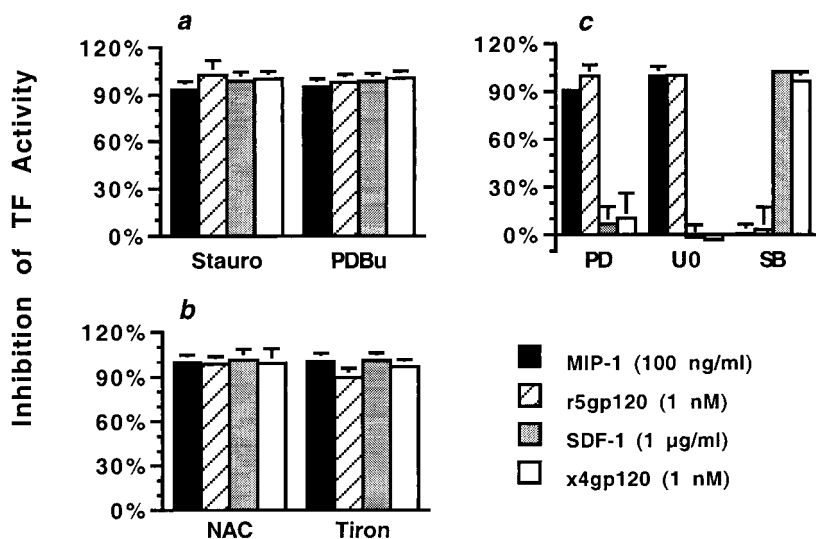 Inhibition of TF Activity
a
120%
90%
60%
30%
0%
Stauro PDBu
b
120%
90%
60%
30%
0%
NAC Tiron
c
120%
90%
60%
30%
0%
PD U0 SB
MIP-1 (100 ng/ml)
r5gp120 (1 nM)
SDF-1 (1 µg/ml)
x4gp120 (1 nM)